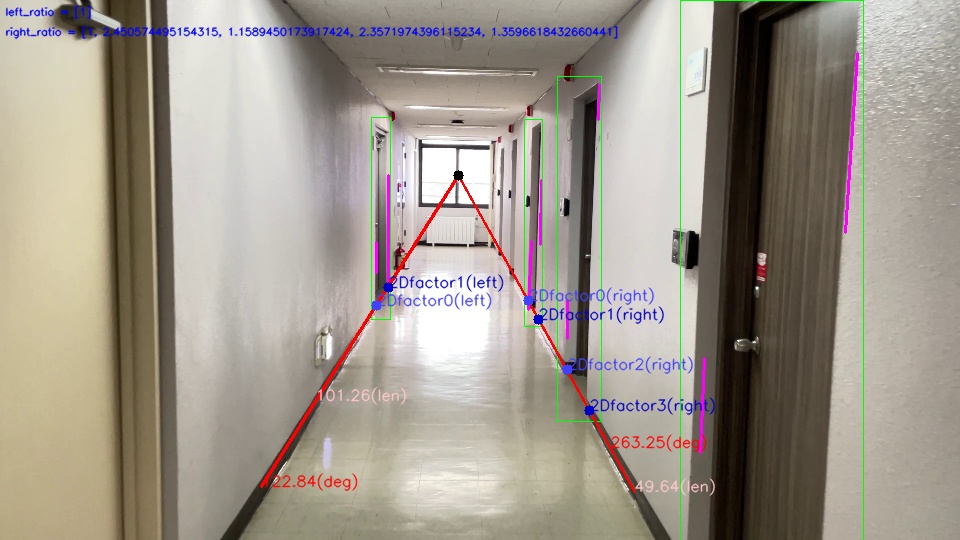 left_ratio = [1]
right_ratio = [1, 2.450574495154315, 1.1589450173917424, 2.3571974396115234, 1.3596618432660441]
2Dfactor1(left)
2Dfactor0(left)
2Dfactor0(right)
2Dfactor1(right)
2Dfactor2(right)
101.26(len)
2Dfactor3(right)
263.25(deg)
22.84(deg)
49.64(len)